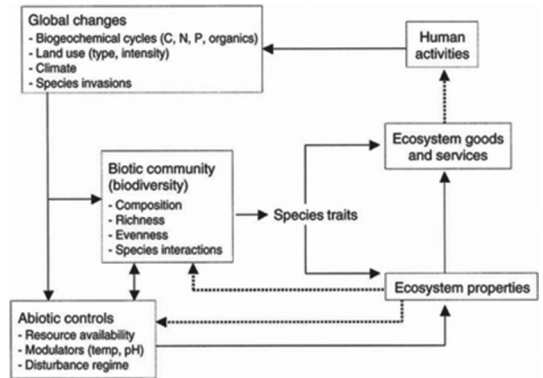 Global changes
- Biogeochemical cycles (C, N, P, organics)
- Land use (type, intensity)
- Climate
- Species invasions
Human
activities
Ecosystem goods
and services
Biotic community
(biodiversity)
- Composition
- Richness
- Evenness
- Species interactions
Species traits
Ecosystem properties
Abiotic controls
- Resource availability
- Modulators (temp, pH)
- Disturbance regime